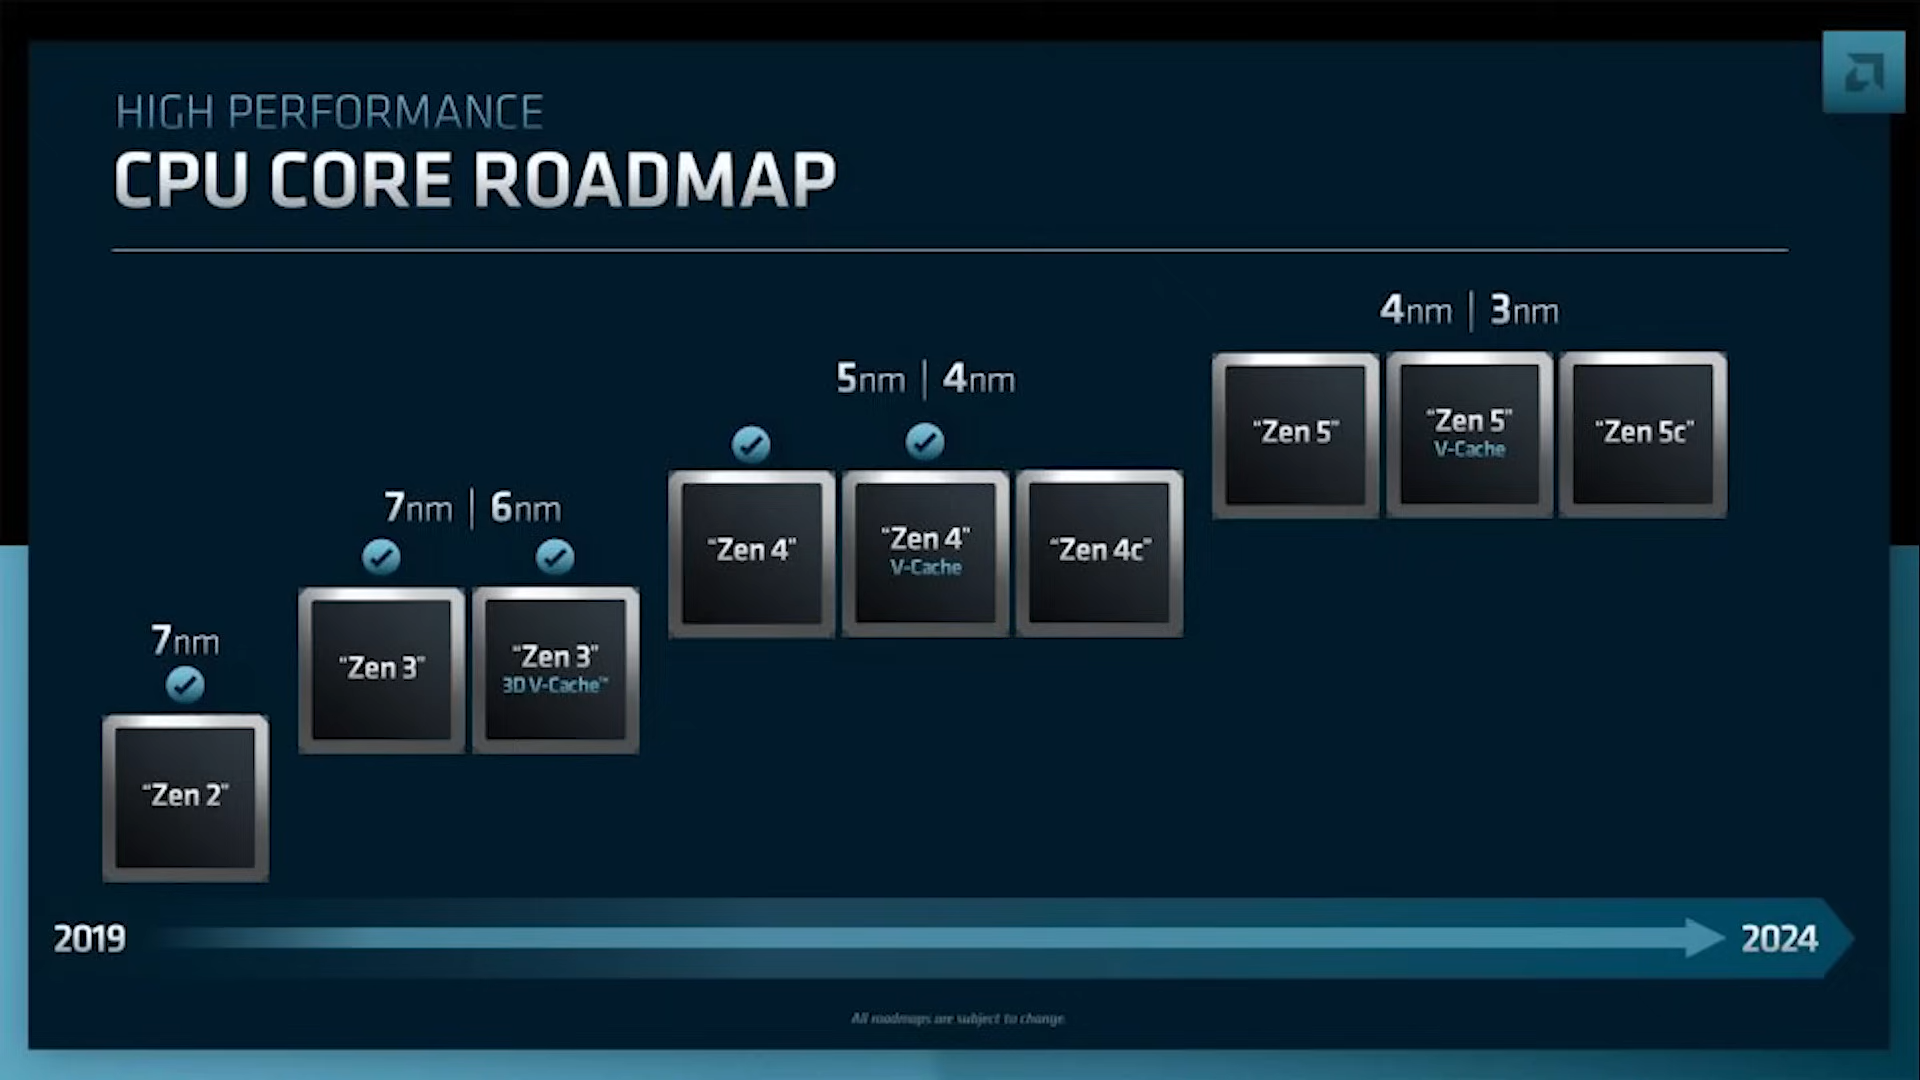 HIGH PERFORMANCE
CPU CORE ROADMAP
4nm | 3nm
"Zen 5"
"Zen 5"
V-Cache
"Zen 5c"
5nm | 4nm
"Zen 4"
"Zen 4"
V-Cache
"Zen 4c"
7nm | 6nm
"Zen 3"
"Zen 3"
3D V-Cache™
7nm
"Zen 2"
2019
2024
All roadmaps are subject to change.